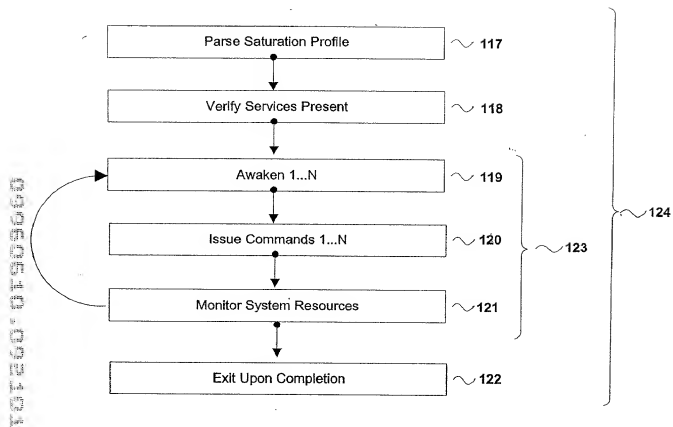 Parse Saturation Profile 117
Verify Services Present 118
Awaken 1...N 119
124
Issue Commands 1...N 120
123
Monitor System Resources 121
Exit Upon Completion 122